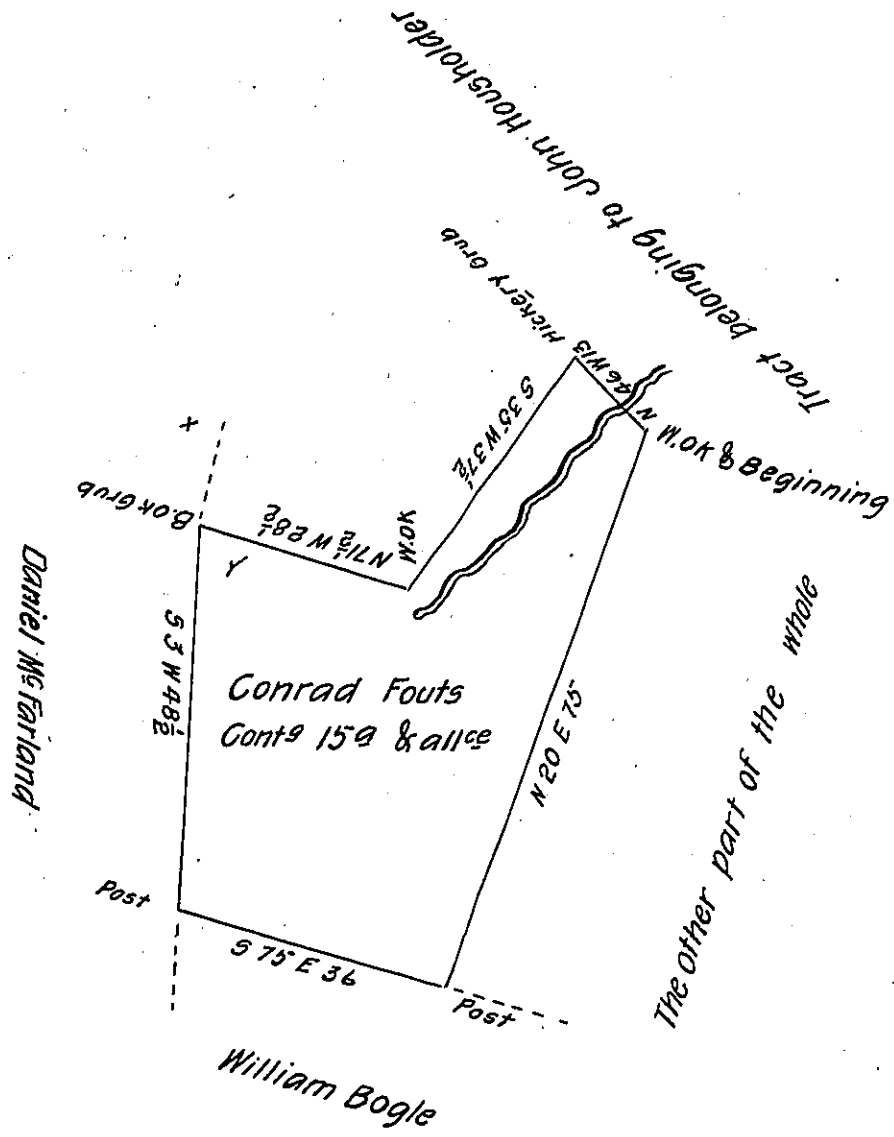 Tract belonging to John Housholder
Hickery Grub
N 46 W 13
W.OK & Beginning
S 35 W 37½
W.OK
N 71½ W 28½
B.OK Grub
X
Y
S 3 W 48½
Daniel McFarland
Conrad Fouts
Contg 15a & allce
N 20 E 75
The other part of the whole
Post
S 75 E 36
Post
William Bogle